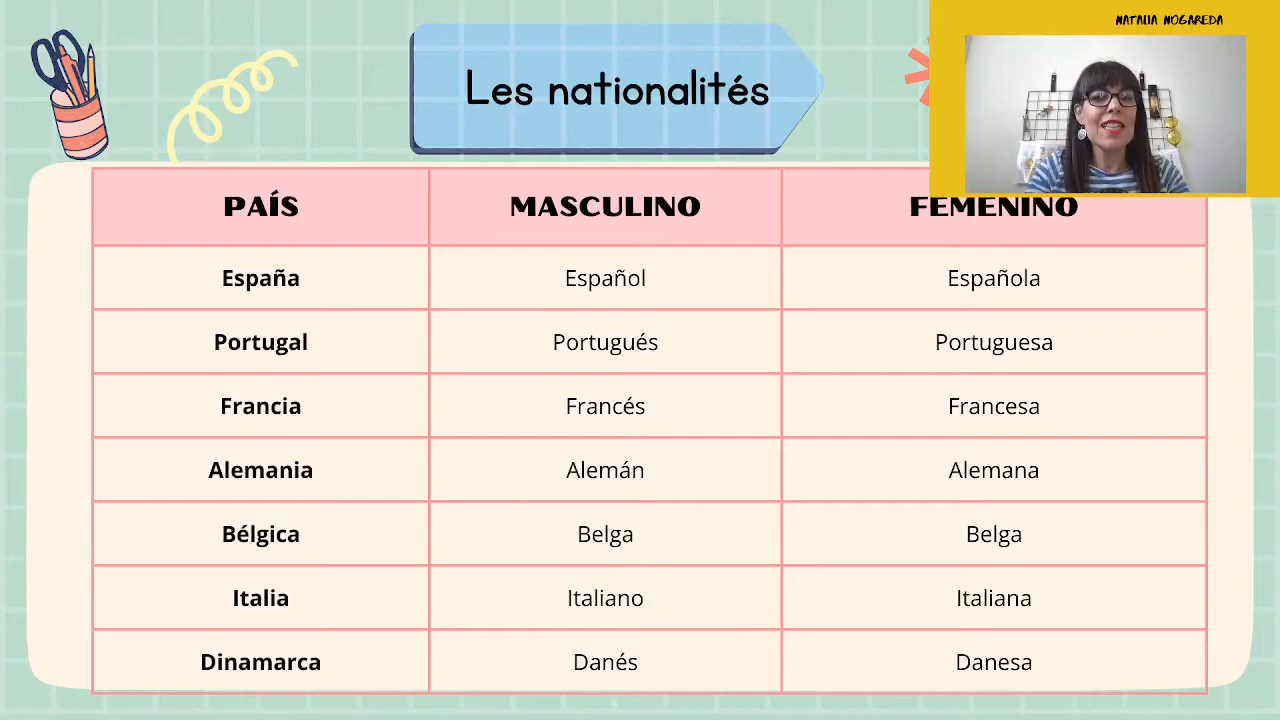 NATALIA NOGAREDA
Les nationalités
PAÍS MASCULINO FEMENINO
España Español Española
Portugal Portugués Portuguesa
Francia Francés Francesa
Alemania Alemán Alemana
Bélgica Belga Belga
Italia Italiano Italiana
Dinamarca Danés Danesa